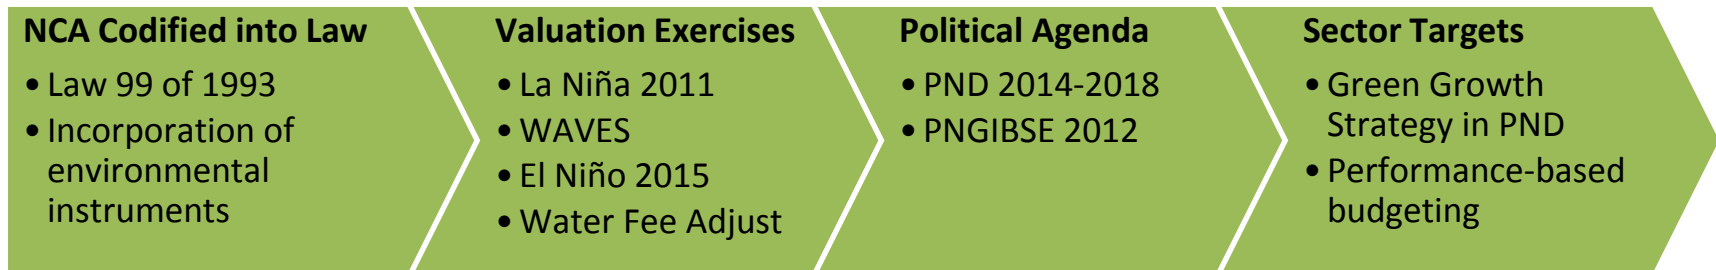 NCA Codified into Law
• Law 99 of 1993
• Incorporation of
environmental
instruments
Valuation Exercises
• La Niña 2011
• WAVES
• El Niño 2015
• Water Fee Adjust
Political Agenda
• PND 2014-2018
• PNGIBSE 2012
Sector Targets
• Green Growth
Strategy in PND
• Performance-based
budgeting